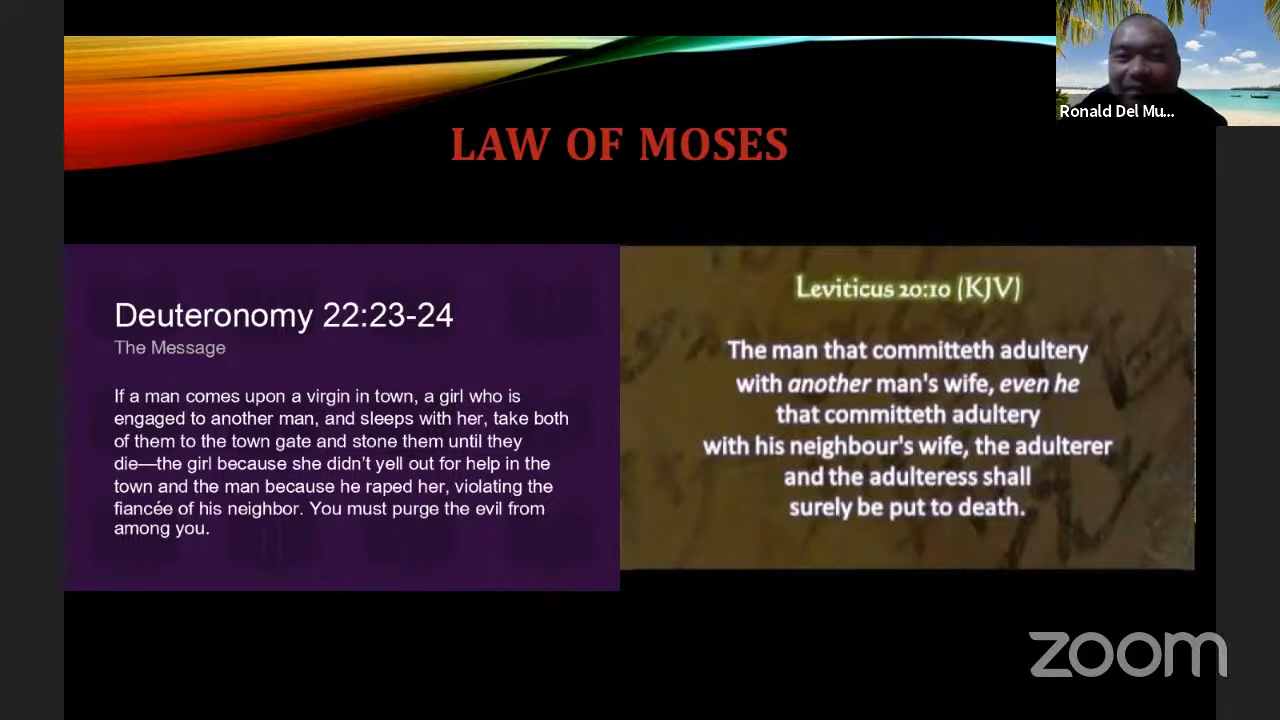 Ronald Del Mu...
LAW OF MOSES
Deuteronomy 22:23-24
The Message
If a man comes upon a virgin in town, a girl who is
engaged to another man, and sleeps with her, take both
of them to the town gate and stone them until they
die—the girl because she didn't yell out for help in the
town and the man because he raped her, violating the
fiancée of his neighbor. You must purge the evil from
among you.
Leviticus 20:10 (KJV)
The man that committeth adultery
with another man's wife, even he
that committeth adultery
with his neighbour's wife, the adulterer
and the adulteress shall
surely be put to death.
zoom